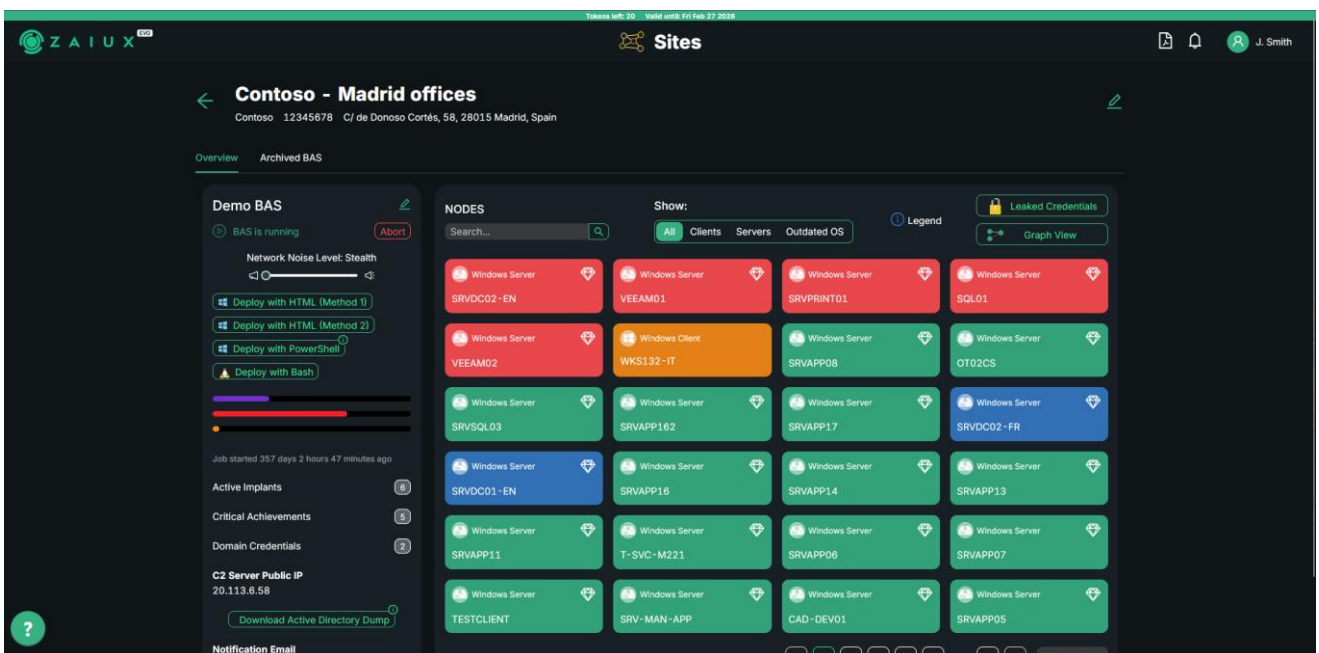 Tokens left: 20 Valid until: Fri Feb 27 2026
ZAIUX EVO
Sites
J. Smith
Contoso - Madrid offices
Contoso 12345678 C/ de Donoso Cortés, 58, 28015 Madrid, Spain
Overview Archived BAS
Demo BAS
BAS is running
Abort
Network Noise Level: Stealth
Deploy with HTML (Method 1)
Deploy with HTML (Method 2)
Deploy with PowerShell
Deploy with Bash
Job started 357 days 2 hours 47 minutes ago
Active Implants 6
Critical Achievements 5
Domain Credentials 2
C2 Server Public IP
20.113.6.58
Download Active Directory Dump
Notification Email
NODES
Search...
Show:
All Clients Servers Outdated OS
Legend
Leaked Credentials
Graph View
Windows Server
SRVDC02-EN
Windows Server
VEEAM01
Windows Server
SRVPRINT01
Windows Server
SQL01
Windows Server
VEEAM02
Windows Client
WKS132-IT
Windows Server
SRVAPP08
Windows Server
OT02CS
Windows Server
SRVSQL03
Windows Server
SRVAPP162
Windows Server
SRVAPP17
Windows Server
SRVDC02-FR
Windows Server
SRVDC01-EN
Windows Server
SRVAPP16
Windows Server
SRVAPP14
Windows Server
SRVAPP13
Windows Server
SRVAPP11
Windows Server
T-SVC-M221
Windows Server
SRVAPP06
Windows Server
SRVAPP07
Windows Server
TESTCLIENT
Windows Server
SRV-MAN-APP
Windows Server
CAD-DEV01
Windows Server
SRVAPP05
?